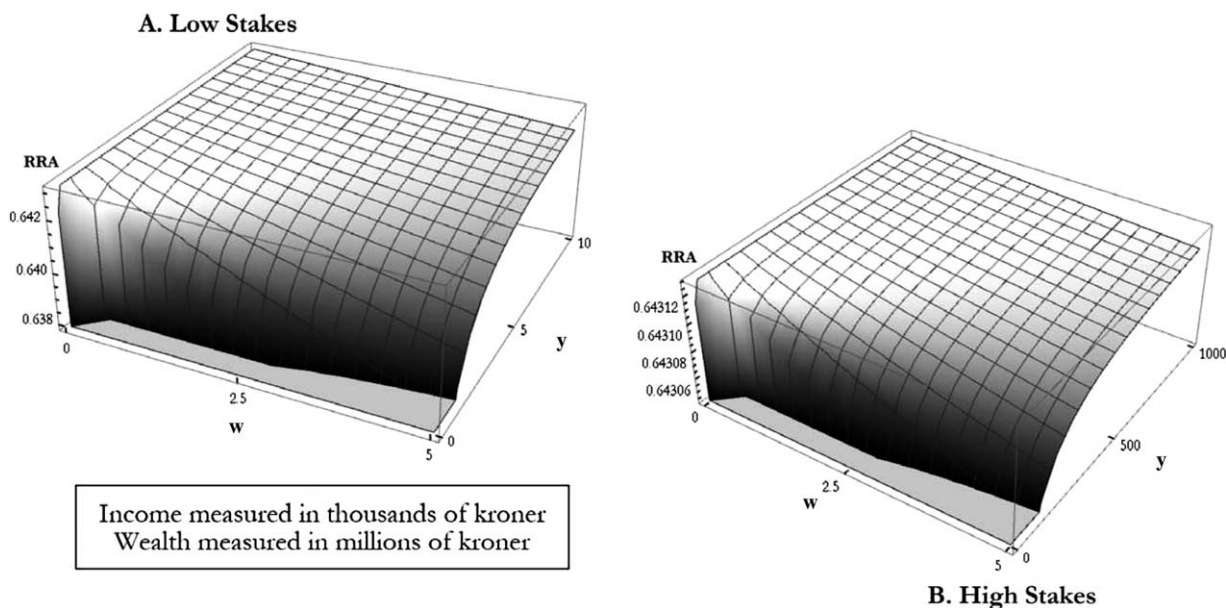 A. Low Stakes
RRA
0.642
0.640
0.638
0
2.5
w
5
0
5
y
10
Income measured in thousands of kroner
Wealth measured in millions of kroner
RRA
0.64312
0.64310
0.64308
0.64306
0
2.5
w
5
0
500
y
1000
B. High Stakes